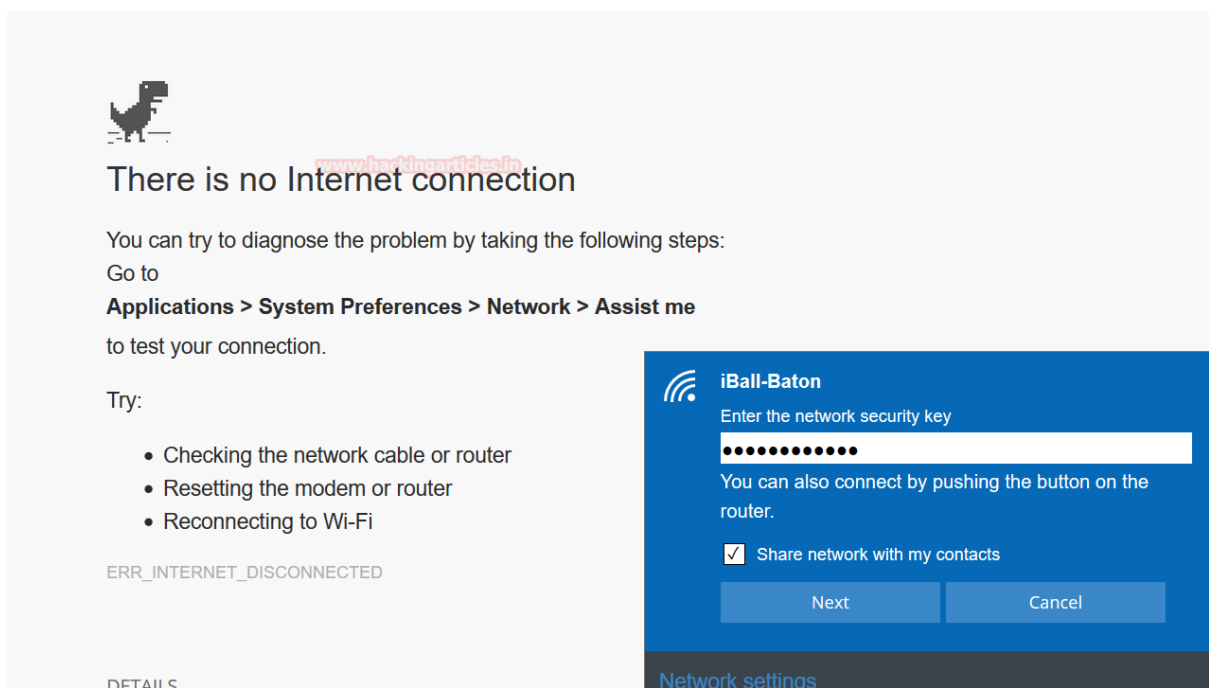 www.hackingarticles.in
There is no Internet connection
You can try to diagnose the problem by taking the following steps:
Go to
Applications > System Preferences > Network > Assist me
to test your connection.
Try:
• Checking the network cable or router
• Resetting the modem or router
• Reconnecting to Wi-Fi
ERR_INTERNET_DISCONNECTED
DETAILS
iBall-Baton
Enter the network security key
••••••••••••
You can also connect by pushing the button on the
router.
Share network with my contacts
Next Cancel
Network settings